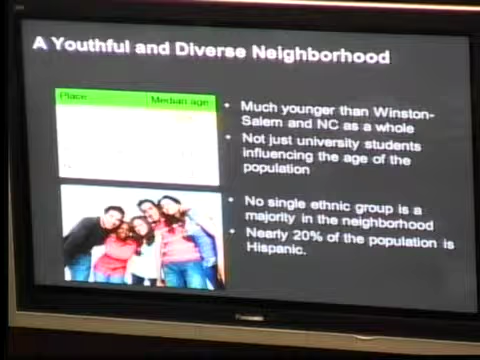 A Youthful and Diverse Neighborhood
Place Median age
• Much younger than Winston-
Salem and NC as a whole
• Not just university students
influencing the age of the
population
• No single ethnic group is a
majority in the neighborhood
• Nearly 20% of the population is
Hispanic.